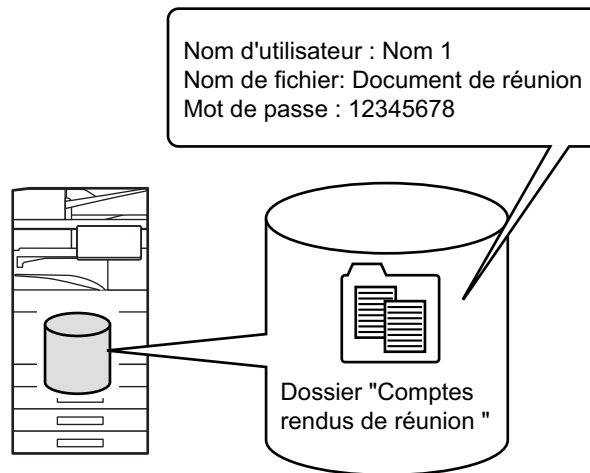 Nom d'utilisateur : Nom 1
Nom de fichier: Document de réunion
Mot de passe : 12345678
Dossier "Comptes
rendus de réunion "